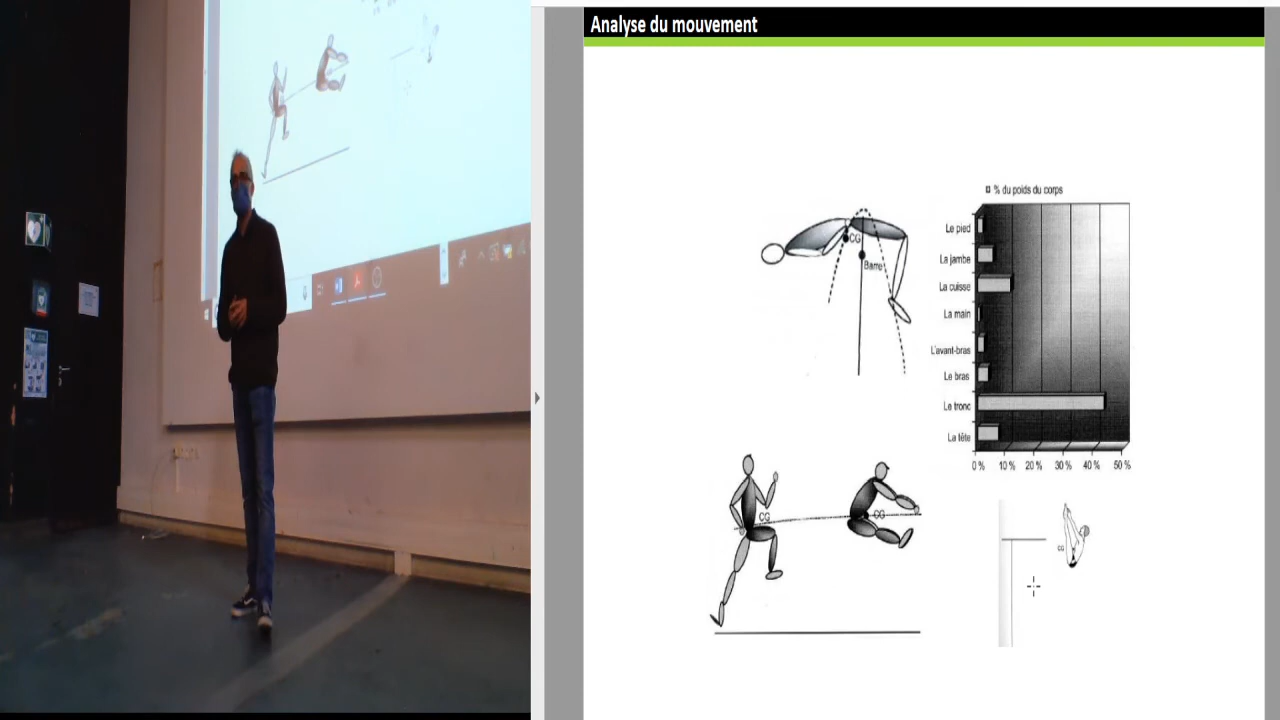 Analyse du mouvement
% du poids du corps
CG
Barre
Le pied
La jambe
La cuisse
La main
L'avant-bras
Le bras
Le tronc
La tête
0 %
10 %
20 %
30 %
40 %
50 %
CG
CG
CG